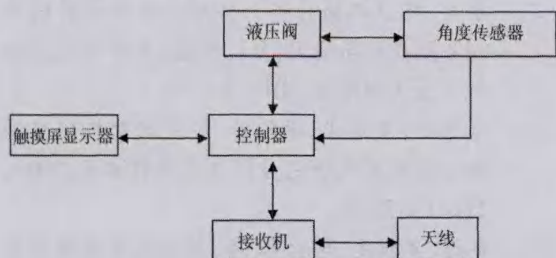 液压阀
角度传感器
触摸屏显示器
控制器
接收机
天线